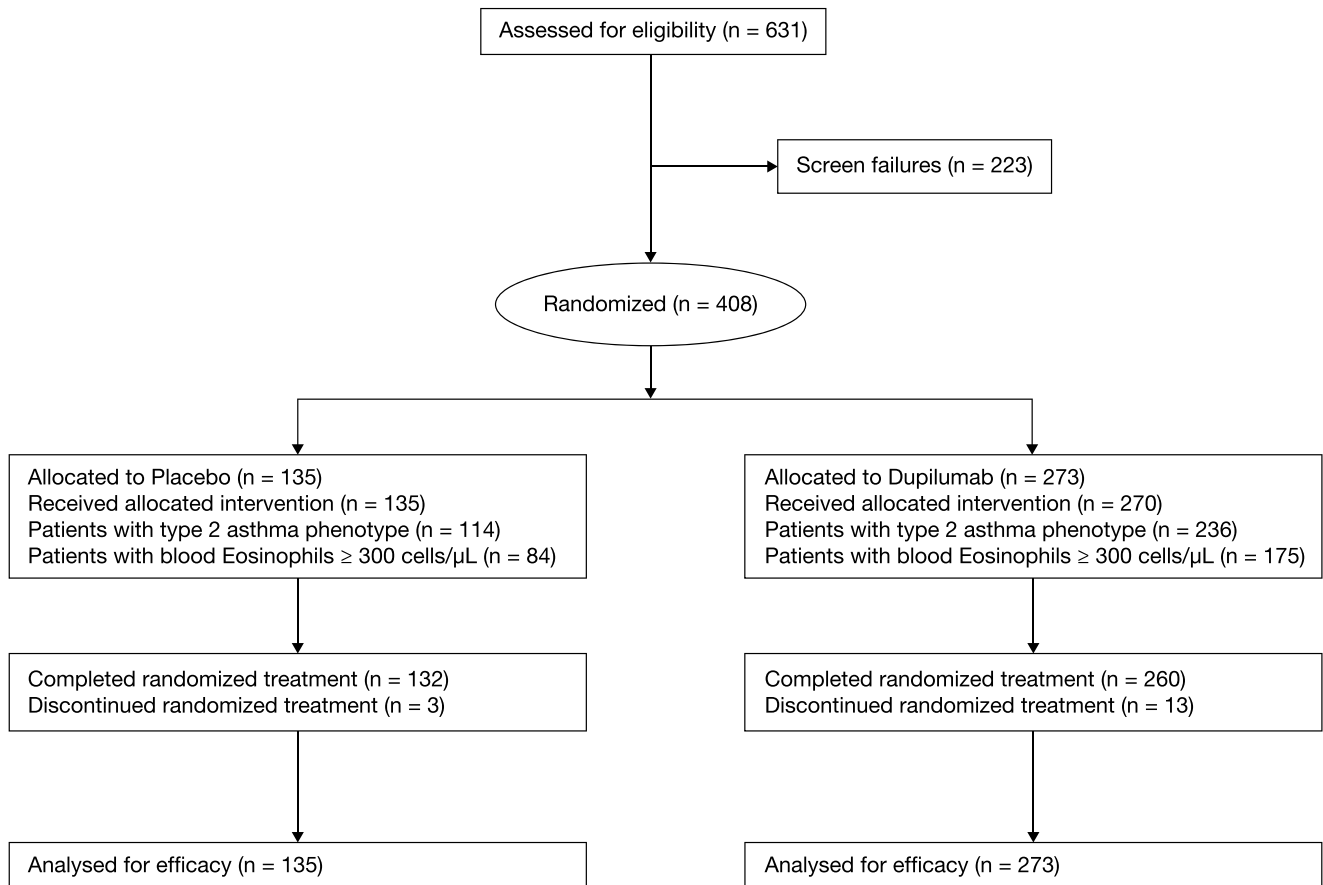 Assessed for eligibility (n = 631)
Screen failures (n = 223)
Randomized (n = 408)
Allocated to Placebo (n = 135)
Received allocated intervention (n = 135)
Patients with type 2 asthma phenotype (n = 114)
Patients with blood Eosinophils ≥ 300 cells/µL (n = 84)
Allocated to Dupilumab (n = 273)
Received allocated intervention (n = 270)
Patients with type 2 asthma phenotype (n = 236)
Patients with blood Eosinophils ≥ 300 cells/µL (n = 175)
Completed randomized treatment (n = 132)
Discontinued randomized treatment (n = 3)
Completed randomized treatment (n = 260)
Discontinued randomized treatment (n = 13)
Analysed for efficacy (n = 135)
Analysed for efficacy (n = 273)